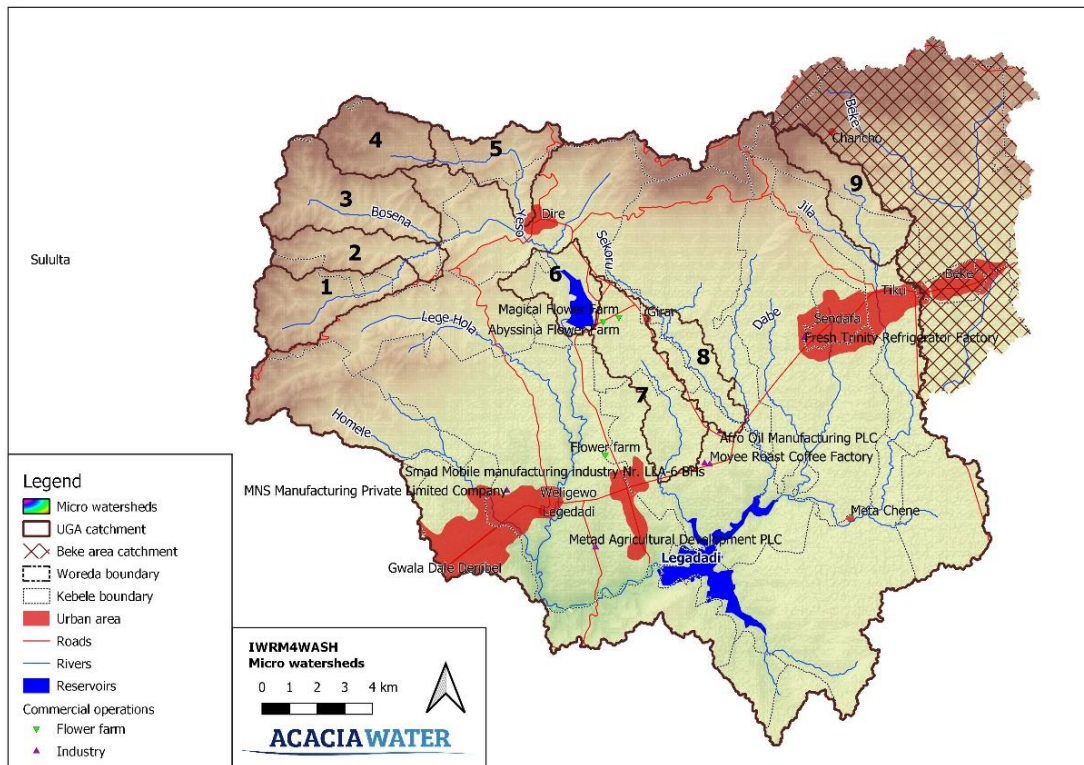 Beke
Chancho
4
5
9
3
Bosena
Yeso
Dire
Jila
2
Sekoru
Sululta
6
1
Beke
Tiku
Magical Flower Farm
Girar
Lege-Hola
Abyssinia Flower Farm
Dabe
Sendafa
Fresh Trinity Refrigerator Factory
8
7
Homele
Afro Oil Manufacturing PLC
Flower farm
Moyee Roast Coffee Factory
Smad Mobile manufacturing industry Nr. LLA-6 BHs
MNS Manufacturing Private Limited Company
Weligewo
Legedadi
Meta Chene
Metad Agricultural Development PLC
Legadadi
Gwala Dale Deribel
Legend
Micro watersheds
UGA catchment
Beke area catchment
Woreda boundary
Kebele boundary
Urban area
Roads
Rivers
Reservoirs
Commercial operations
Flower farm
Industry
IWRM4WASH
Micro watersheds
0 1 2 3 4 km
ACACIAWATER